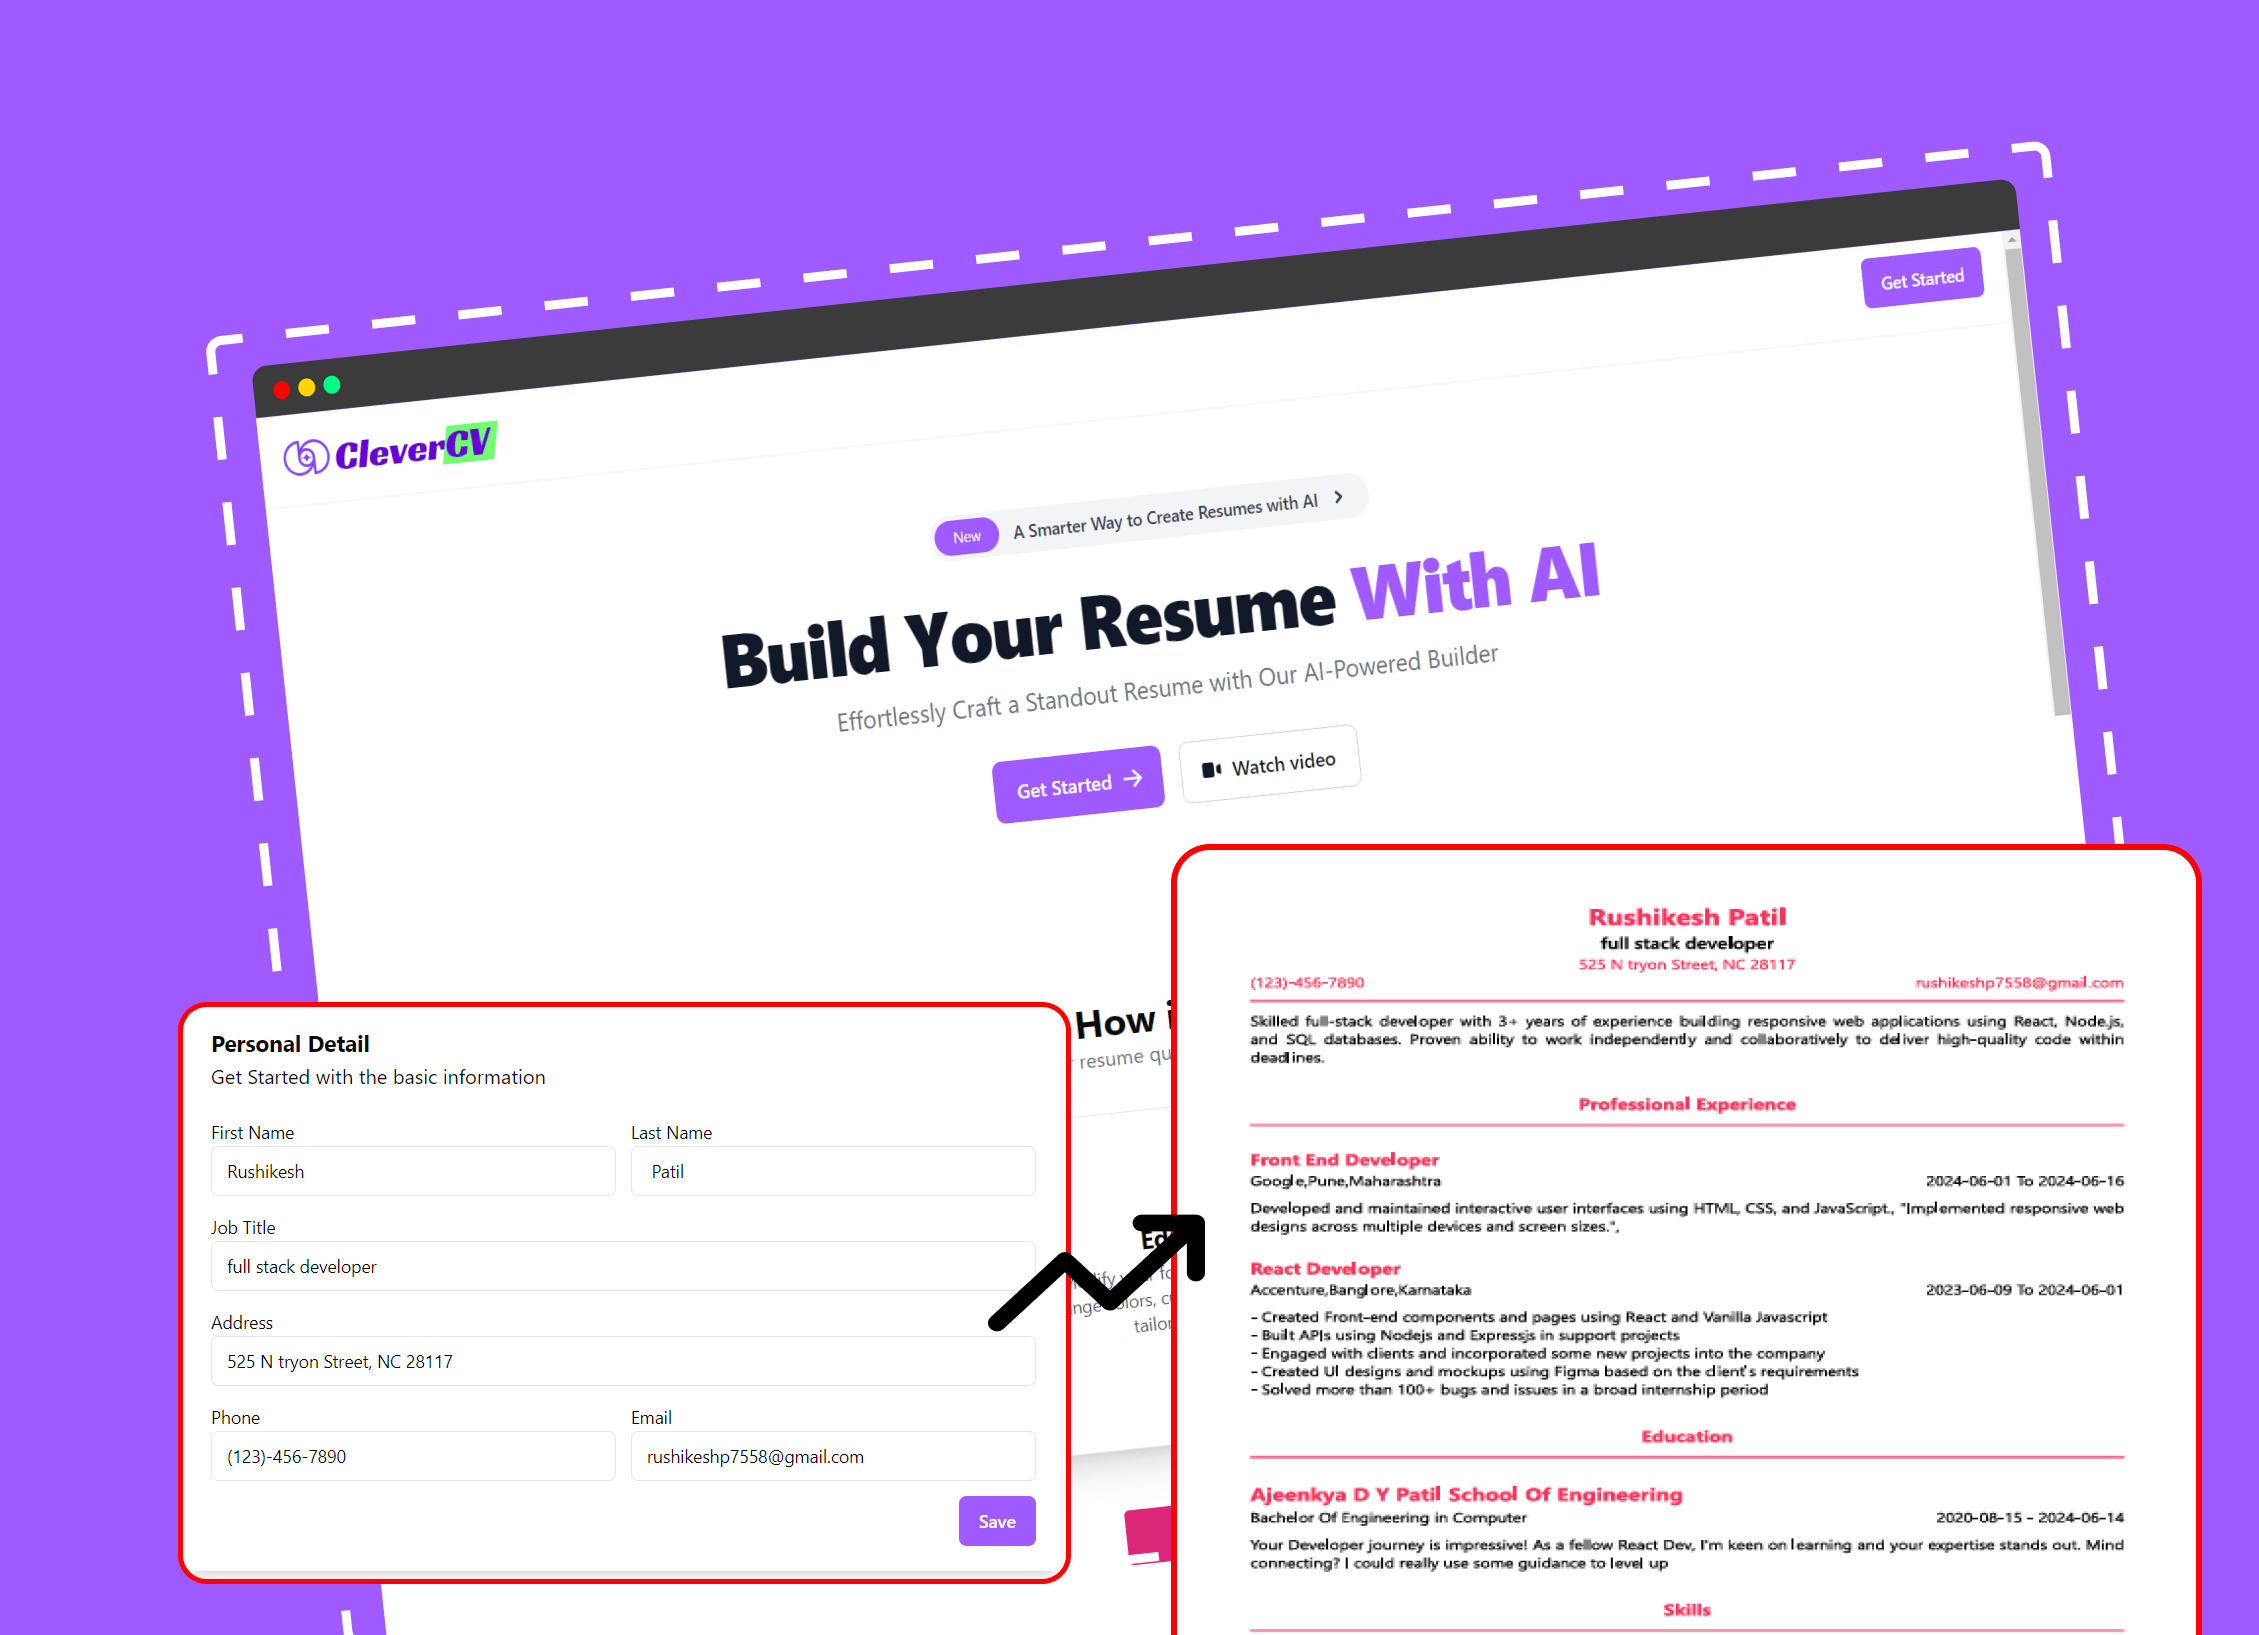 Get Started
CleverCV
New A Smarter Way to Create Resumes with AI
Build Your Resume With AI
Effortlessly Craft a Standout Resume with Our AI-Powered Builder
Get Started
Watch video
How
resume
tailor
Personal Detail
Get Started with the basic information
First Name
Last Name
Rushikesh
Patil
Job Title
full stack developer
Address
525 N tryon Street, NC 28117
Phone
Email
(123)-456-7890
rushikeshp7558@gmail.com
Save
Rushikesh Patil
full stack developer
525 N tryon Street, NC 28117
(123)-456-7890
rushikeshp7558@gmail.com
Skilled full-stack developer with 3+ years of experience building responsive web applications using React, Node.js,
and SQL databases. Proven ability to work independently and collaboratively to deliver high-quality code within
deadlines.
Professional Experience
Front End Developer
Google,Pune,Maharashtra
2024-06-01 To 2024-06-16
Developed and maintained interactive user interfaces using HTML, CSS, and JavaScript., "Implemented responsive web
designs across multiple devices and screen sizes.",
React Developer
Accenture,Banglore,Karnataka
2023-06-09 To 2024-06-01
- Created Front-end components and pages using React and Vanilla Javascript
- Built APIs using Nodejs and Expressjs in support projects
- Engaged with clients and incorporated some new projects into the company
- Created UI designs and mockups using Figma based on the client's requirements
- Solved more than 100+ bugs and issues in a broad internship period
Education
Ajeenkya D Y Patil School Of Engineering
Bachelor Of Engineering in Computer
2020-08-15 - 2024-06-14
Your Developer journey is impressive! As a fellow React Dev, I'm keen on learning and your expertise stands out. Mind
connecting? I could really use some guidance to level up
Skills